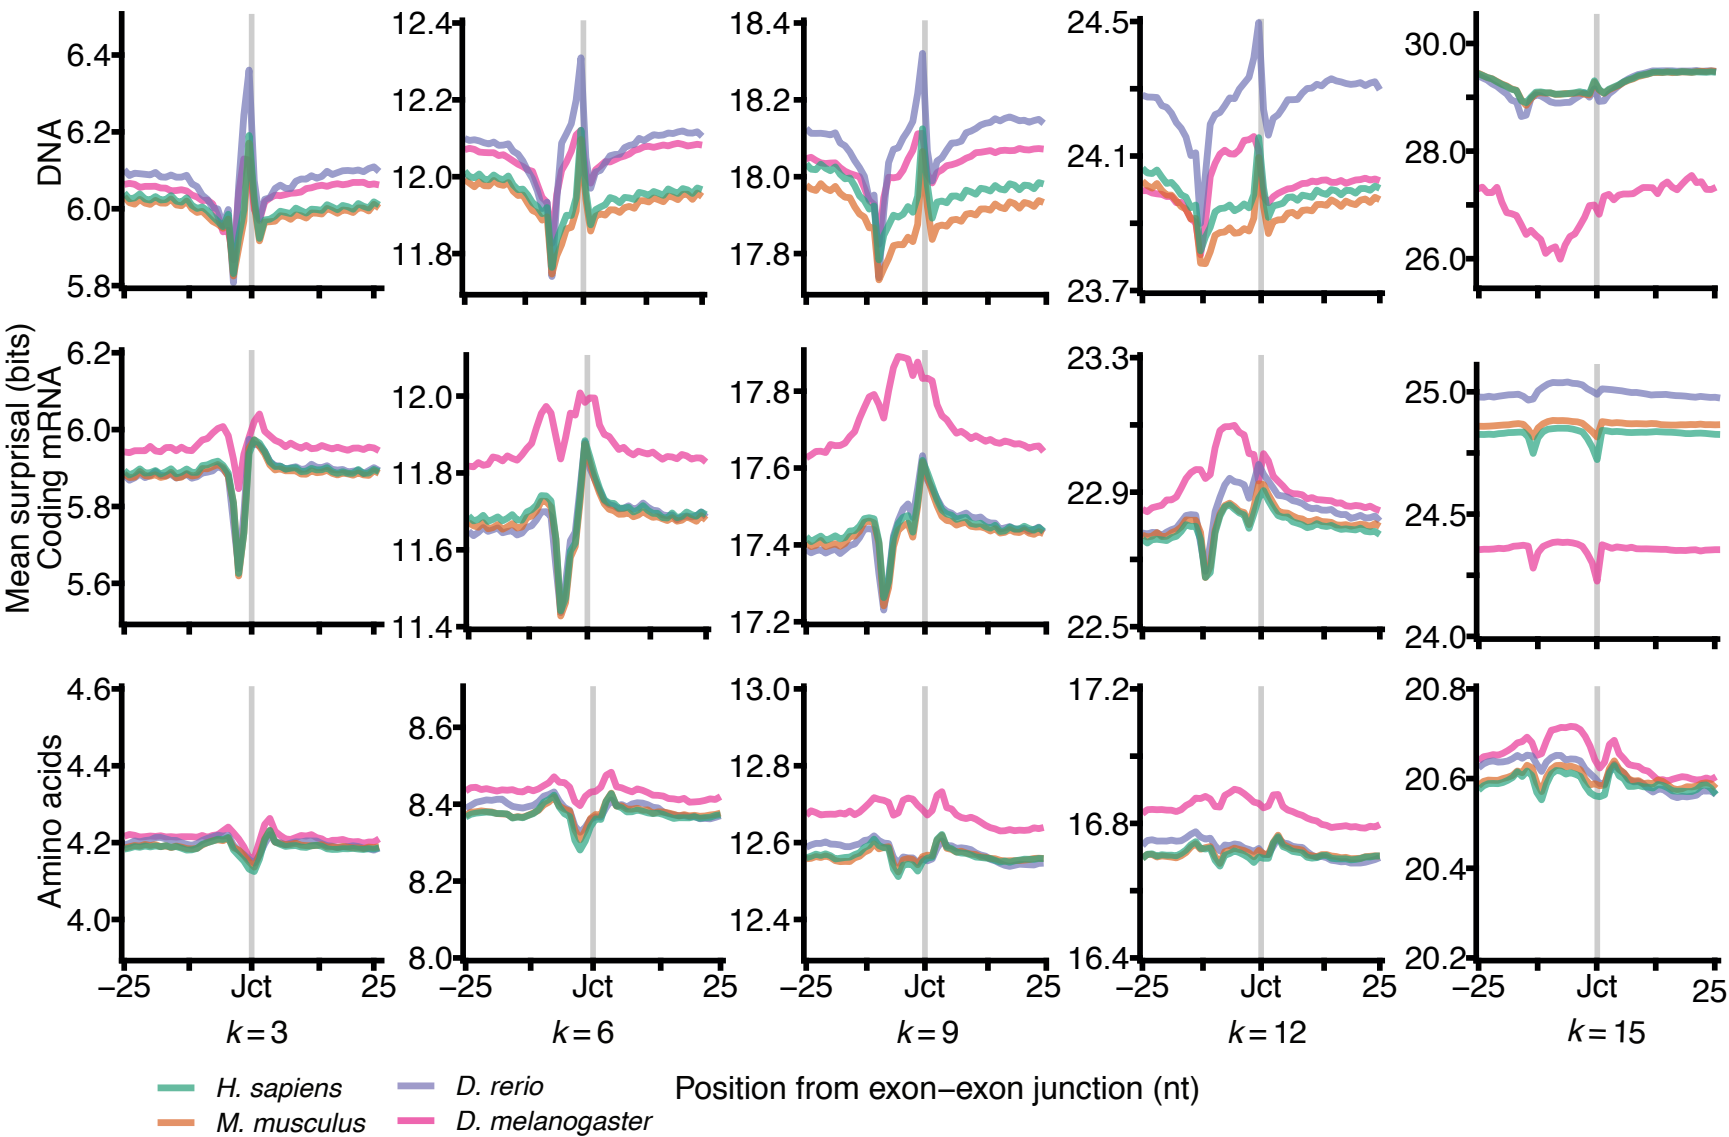 Mean surprisal (bits)
DNA
6.4
6.2
6.0
5.8
12.4
12.2
12.0
11.8
18.4
18.2
18.0
17.8
24.5
24.1
23.7
30.0
28.0
26.0
Coding mRNA
6.2
6.0
5.8
5.6
12.0
11.8
11.6
11.4
17.8
17.6
17.4
17.2
23.3
22.9
22.5
25.0
24.5
24.0
Amino acids
4.6
4.4
4.2
4.0
8.6
8.4
8.2
8.0
13.0
12.8
12.6
12.4
17.2
16.8
16.4
20.8
20.6
20.4
20.2
−25 Jct 25
−25 Jct 25
−25 Jct 25
−25 Jct 25
−25 Jct 25
k = 3
k = 6
k = 9
k = 12
k = 15
H. sapiens
M. musculus
D. rerio
D. melanogaster
Position from exon−exon junction (nt)